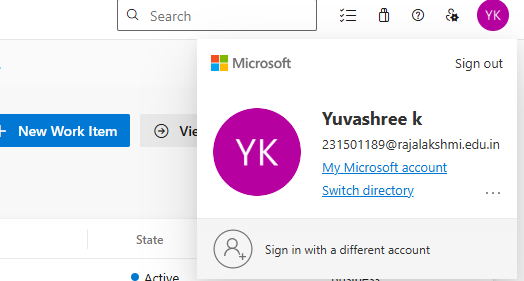 Search
YK
Microsoft
Sign out
YK
Yuvashree k
231501189@rajalakshmi.edu.in
My Microsoft account
Switch directory
...
Sign in with a different account
New Work Item
State
Active